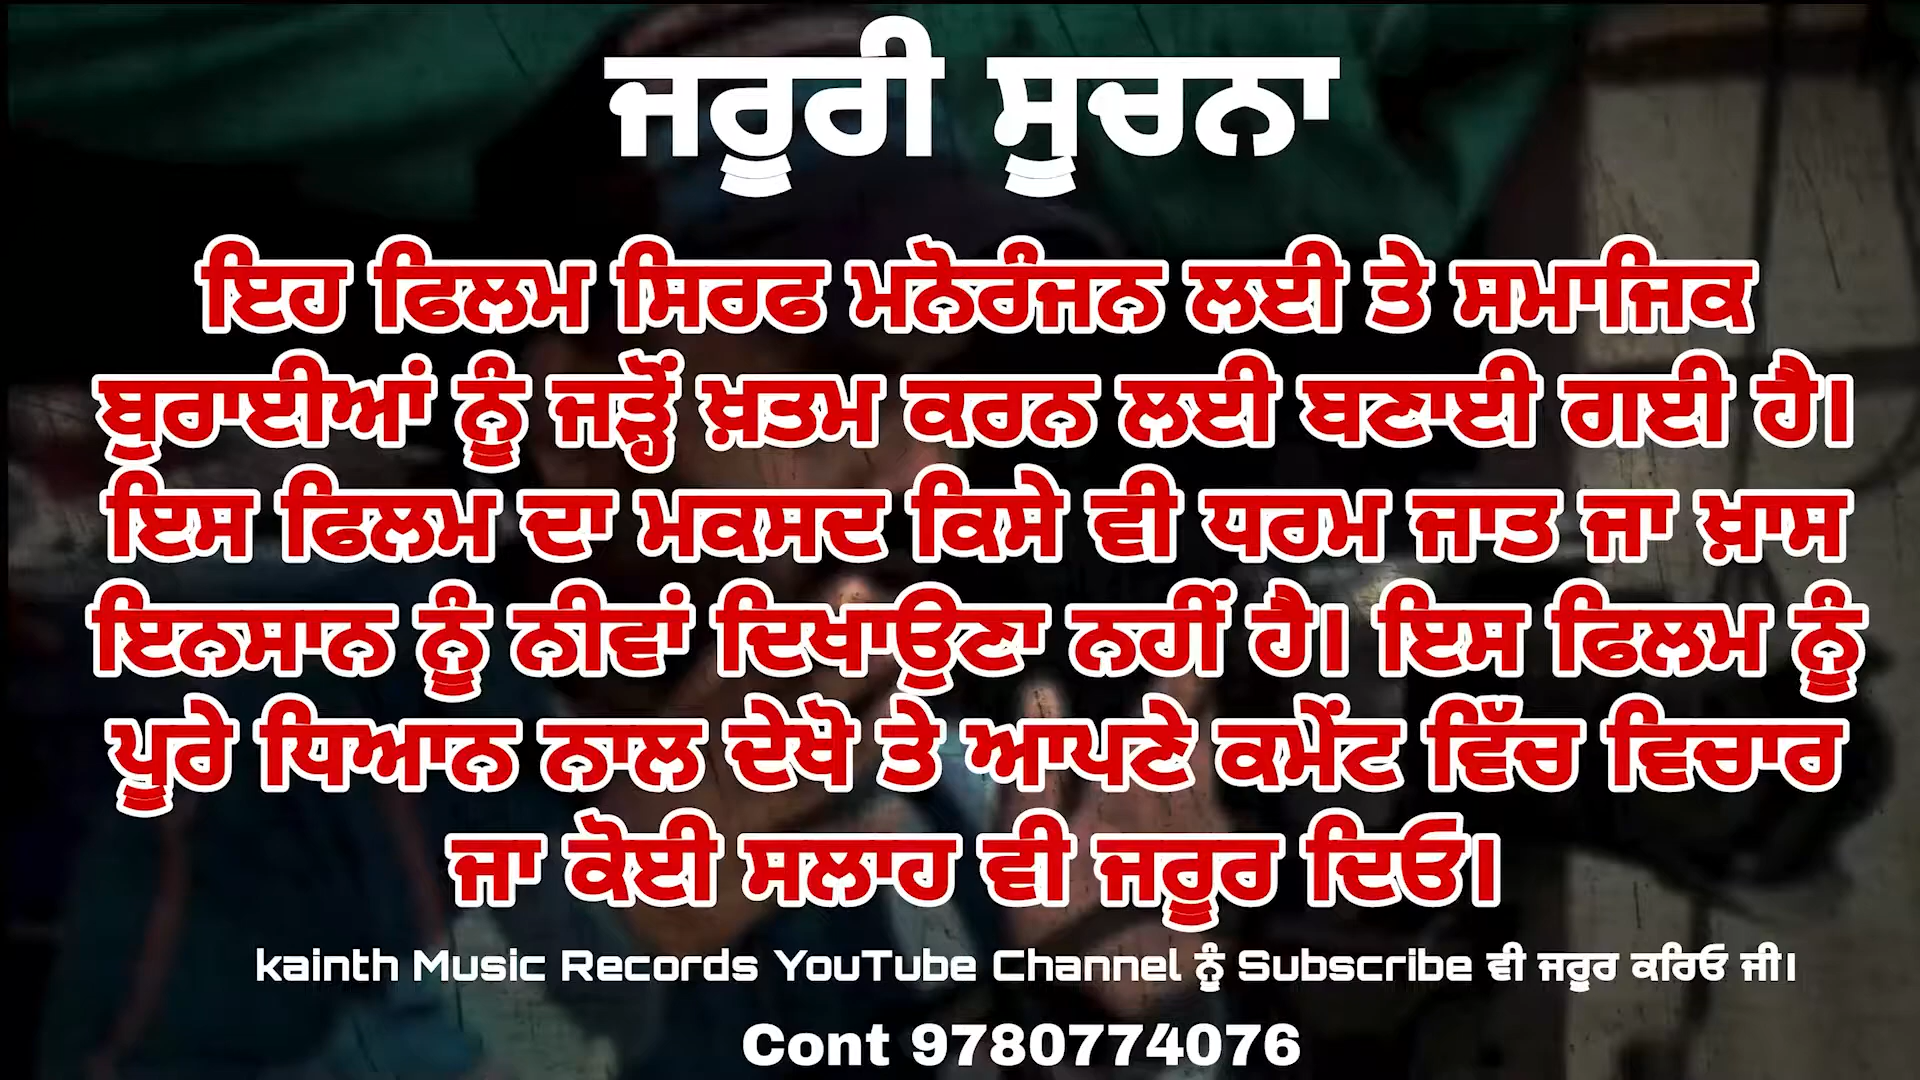 ਜਰੂਰੀ ਸੂਚਨਾ
ਇਹ ਫਿਲਮ ਸਿਰਫ ਮਨੋਰੰਜਨ ਲਈ ਤੇ ਸਮਾਜਿਕ
ਬੁਰਾਈਆਂ ਨੂੰ ਜੜ੍ਹੋਂ ਖ਼ਤਮ ਕਰਨ ਲਈ ਬਣਾਈ ਗਈ ਹੈ।
ਇਸ ਫਿਲਮ ਦਾ ਮਕਸਦ ਕਿਸੇ ਵੀ ਧਰਮ ਜਾਤ ਜਾ ਖ਼ਾਸ
ਇਨਸਾਨ ਨੂੰ ਨੀਵਾਂ ਦਿਖਾਉਣਾ ਨਹੀਂ ਹੈ। ਇਸ ਫਿਲਮ ਨੂੰ
ਪੂਰੇ ਧਿਆਨ ਨਾਲ ਦੇਖੋ ਤੇ ਆਪਣੇ ਕਮੇਂਟ ਵਿੱਚ ਵਿਚਾਰ
ਜਾ ਕੋਈ ਸਲਾਹ ਵੀ ਜਰੂਰ ਦਿਓ।
kainth Music Records YouTube Channel ਨੂੰ Subscribe ਵੀ ਜਰੂਰ ਕਰਿਓ ਜੀ।
Cont 9780774076